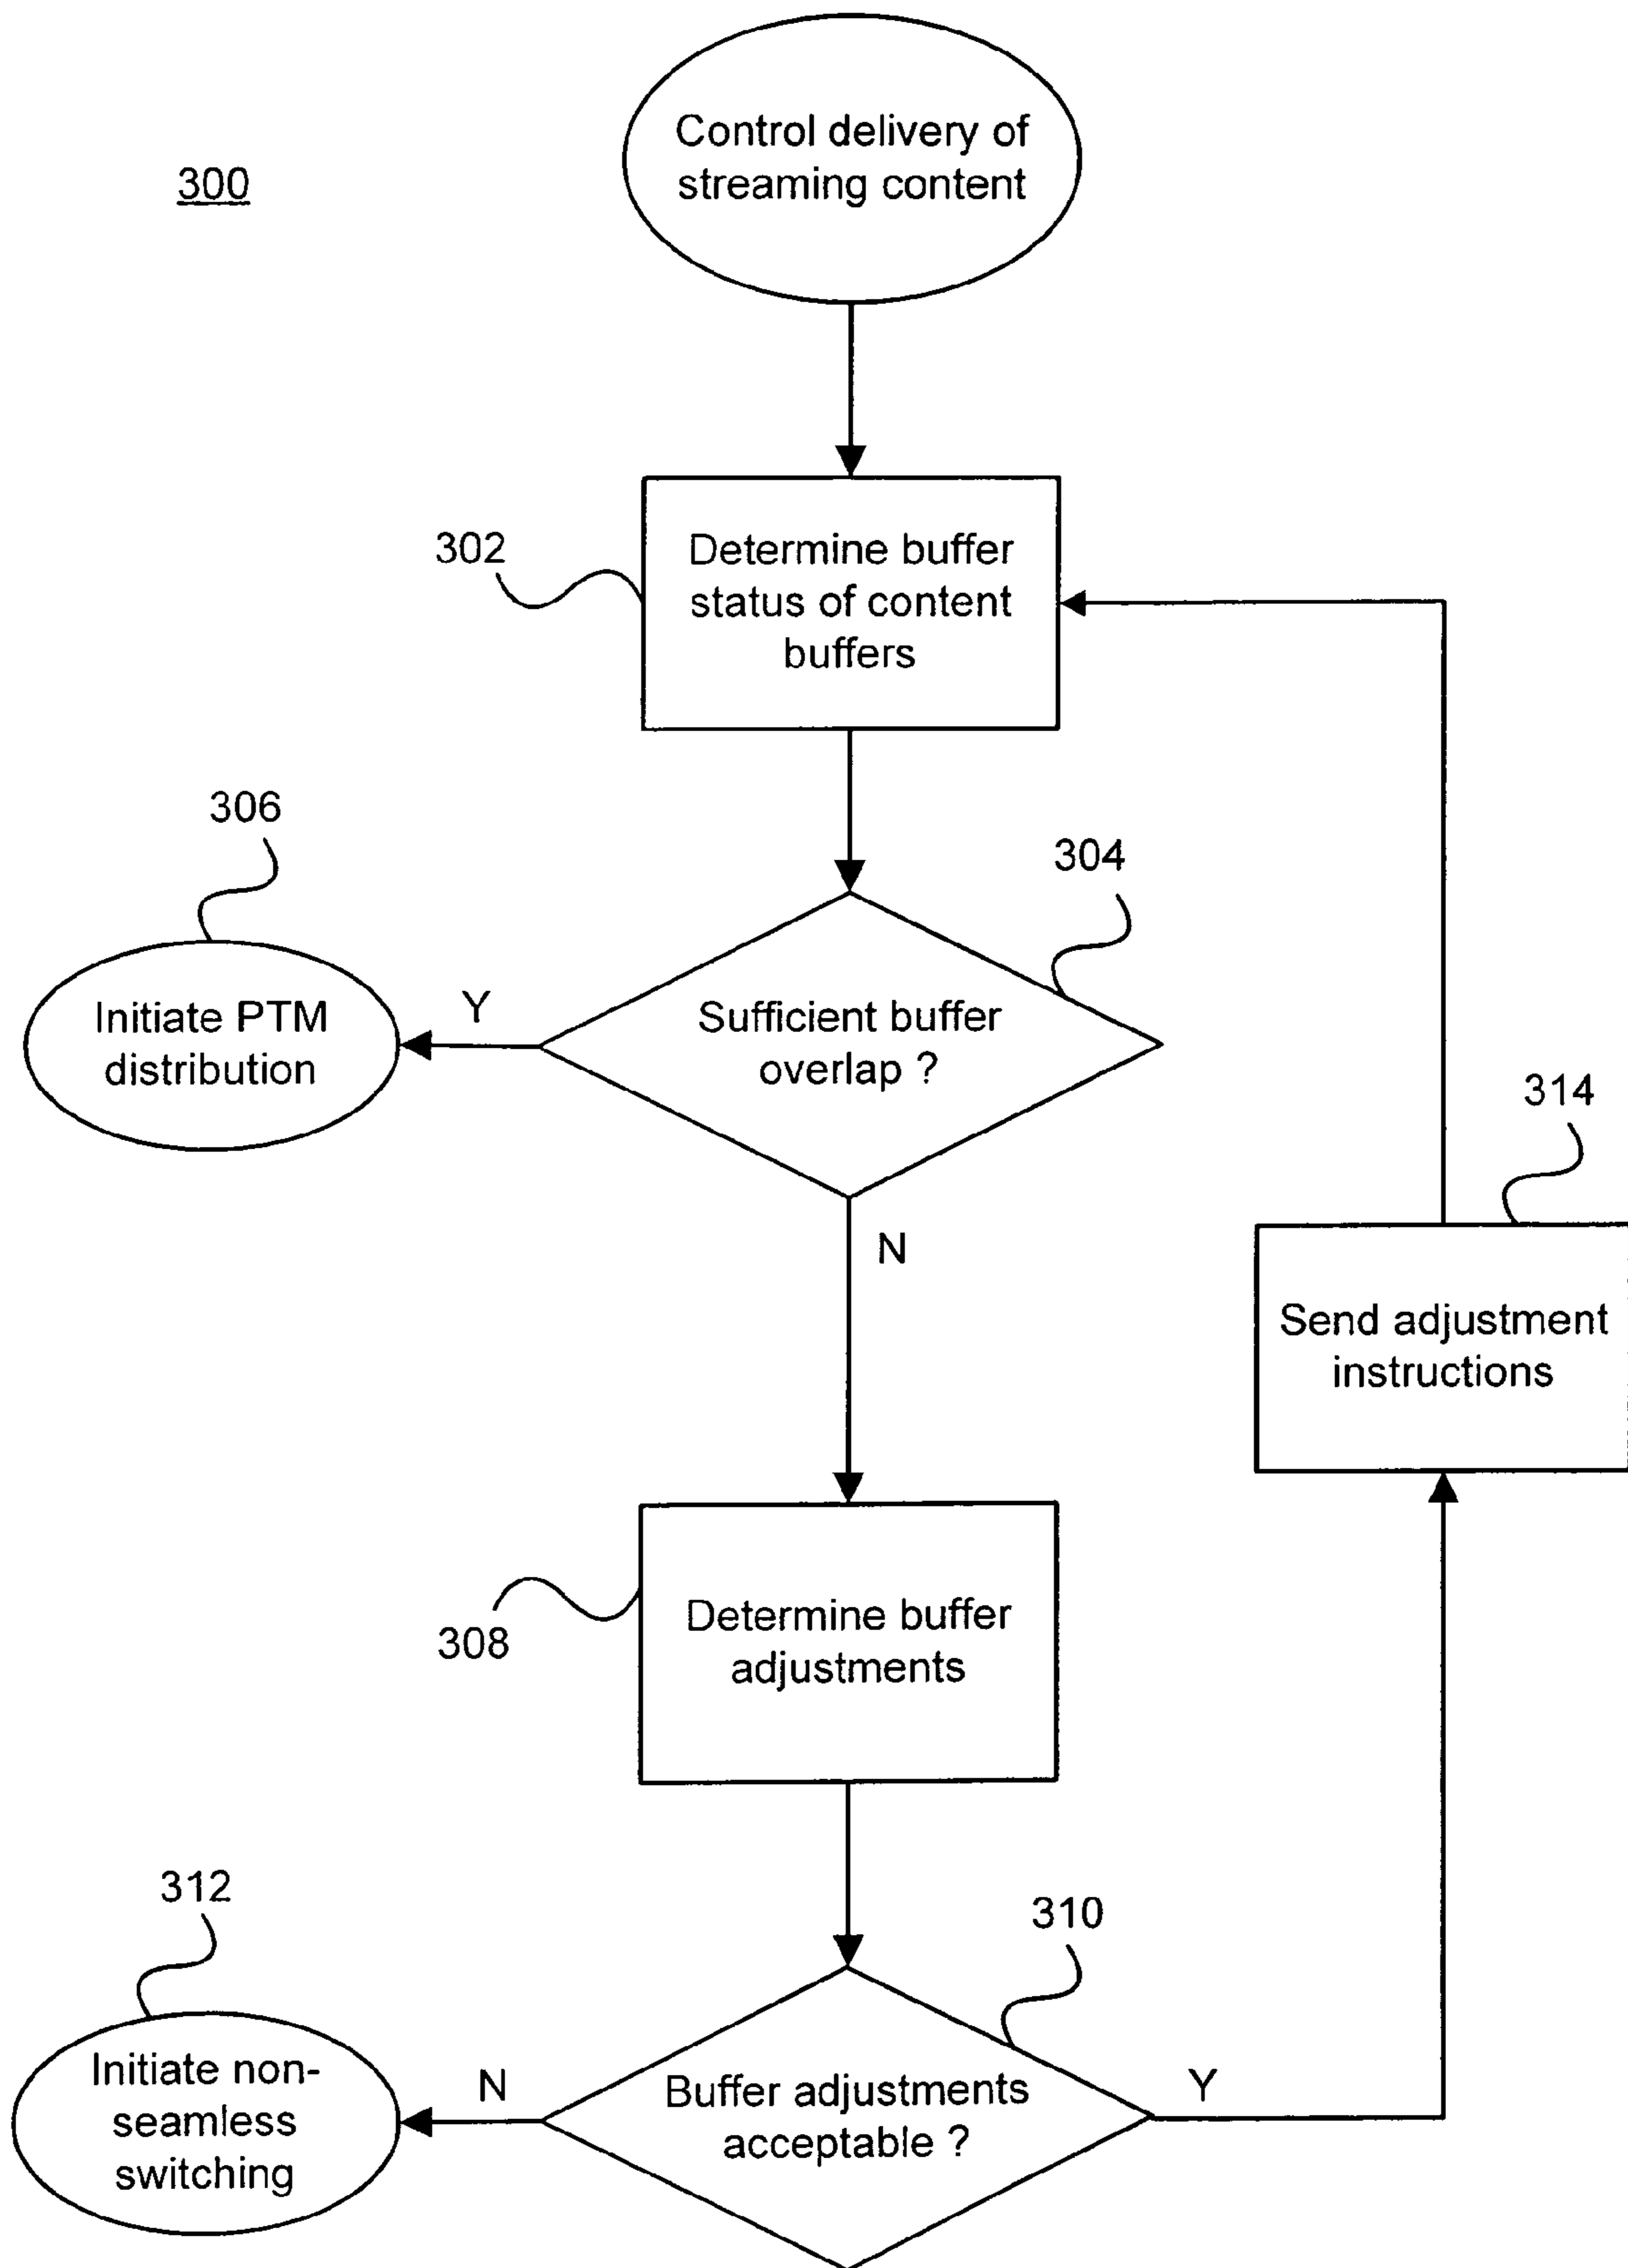 300
Control delivery of
streaming content
302
Determine buffer
status of content
buffers
306
304
Initiate PTM
distribution
Y
Sufficient buffer
overlap ?
N
314
Send adjustment
instructions
308
Determine buffer
adjustments
312
310
Initiate non-
seamless
switching
N
Buffer adjustments
acceptable ?
Y